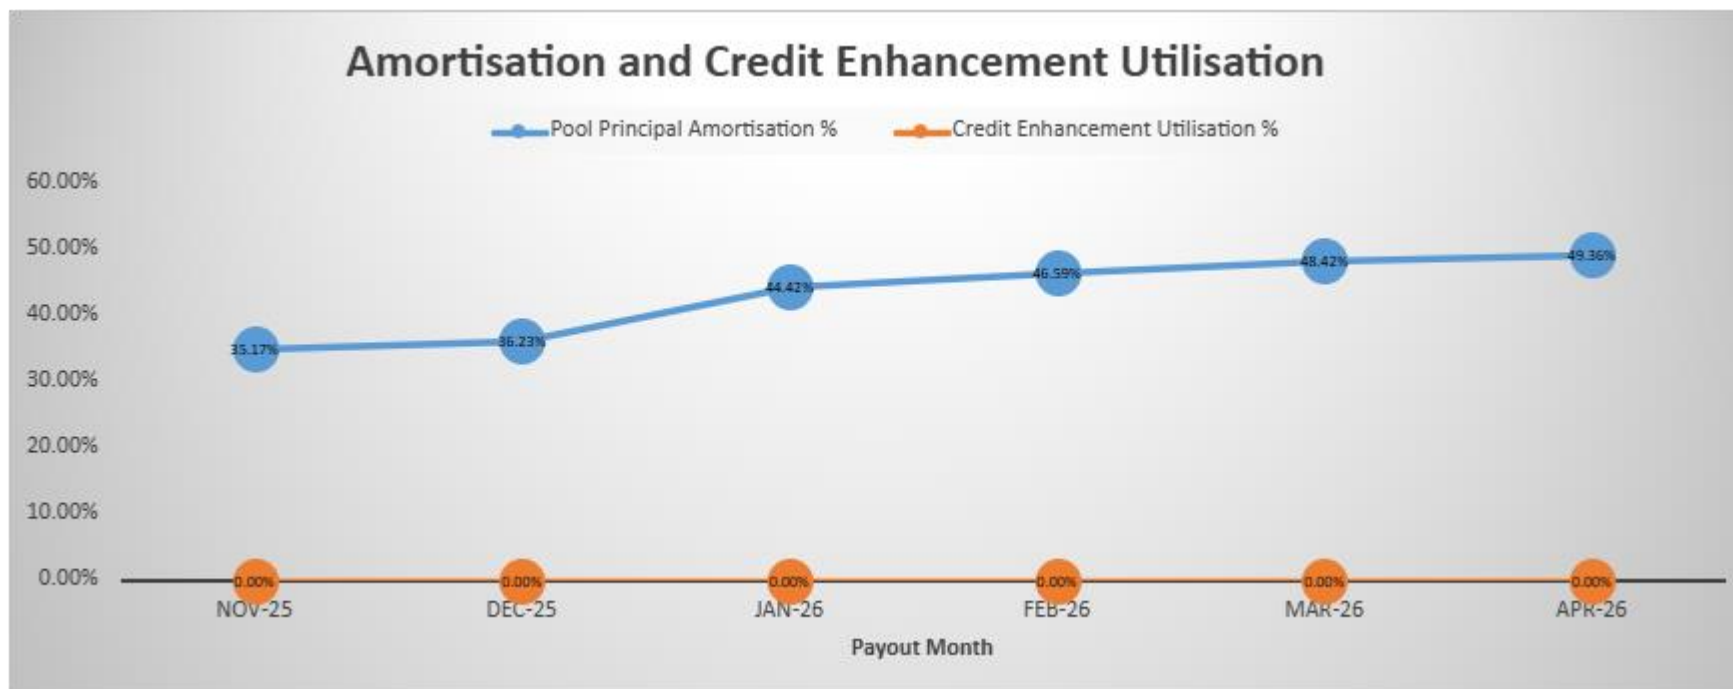 Amortisation and Credit Enhancement Utilisation
Pool Principal Amortisation % Credit Enhancement Utilisation %
60.00%
50.00%
40.00%
30.00%
20.00%
10.00%
0.00%
35.17% 36.23% 44.42% 46.59% 48.42% 49.36%
0.00% 0.00% 0.00% 0.00% 0.00% 0.00%
NOV-25 DEC-25 JAN-26 FEB-26 MAR-26 APR-26
Payout Month